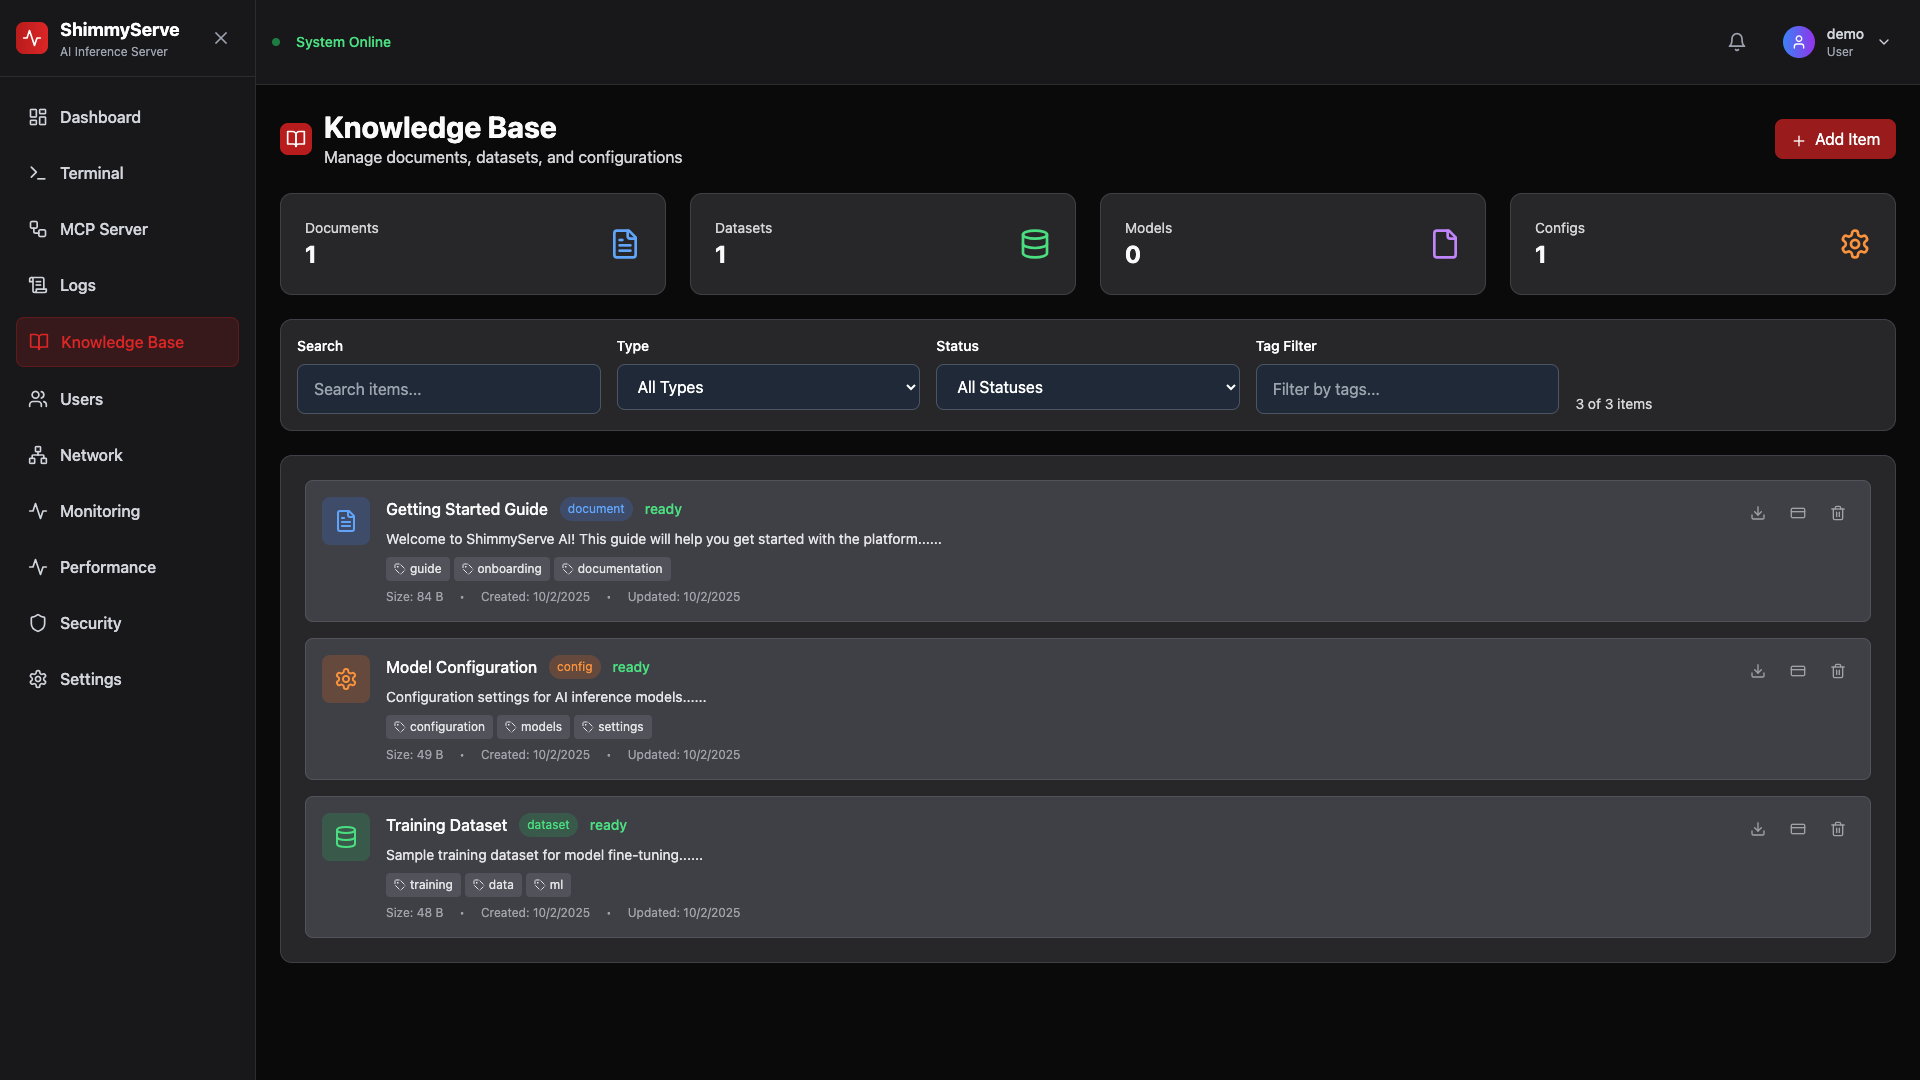 ShimmyServe
AI Inference Server
System Online
demo
User
Dashboard
Terminal
MCP Server
Logs
Knowledge Base
Users
Network
Monitoring
Performance
Security
Settings
Knowledge Base
Manage documents, datasets, and configurations
Add Item
Documents
1
Datasets
1
Models
0
Configs
1
Search
Search items...
Type
All Types
Status
All Statuses
Tag Filter
Filter by tags...
3 of 3 items
Getting Started Guide document ready
Welcome to ShimmyServe AI! This guide will help you get started with the platform......
guide onboarding documentation
Size: 84 B • Created: 10/2/2025 • Updated: 10/2/2025
Model Configuration config ready
Configuration settings for AI inference models......
configuration models settings
Size: 49 B • Created: 10/2/2025 • Updated: 10/2/2025
Training Dataset dataset ready
Sample training dataset for model fine-tuning......
training data ml
Size: 48 B • Created: 10/2/2025 • Updated: 10/2/2025